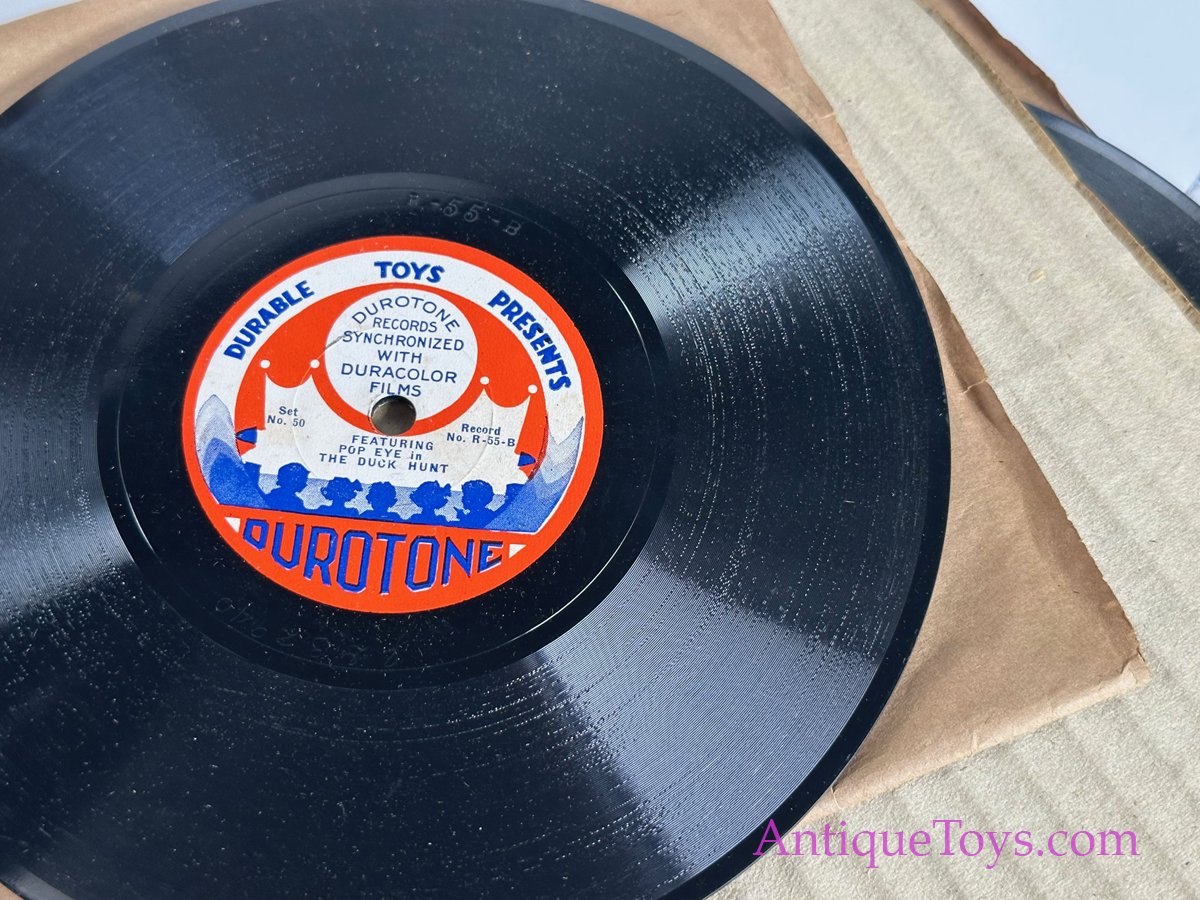 -55-B
DURABLE TOYS PRESENTS
DUROTONE
RECORDS
SYNCHRONIZED
WITH
DURACOLOR
FILMS
Set
No. 50
Record
No. R-55-B
FEATURING
POP EYE in
THE DUCK HUNT
DUROTONE
AntiqueToys.com